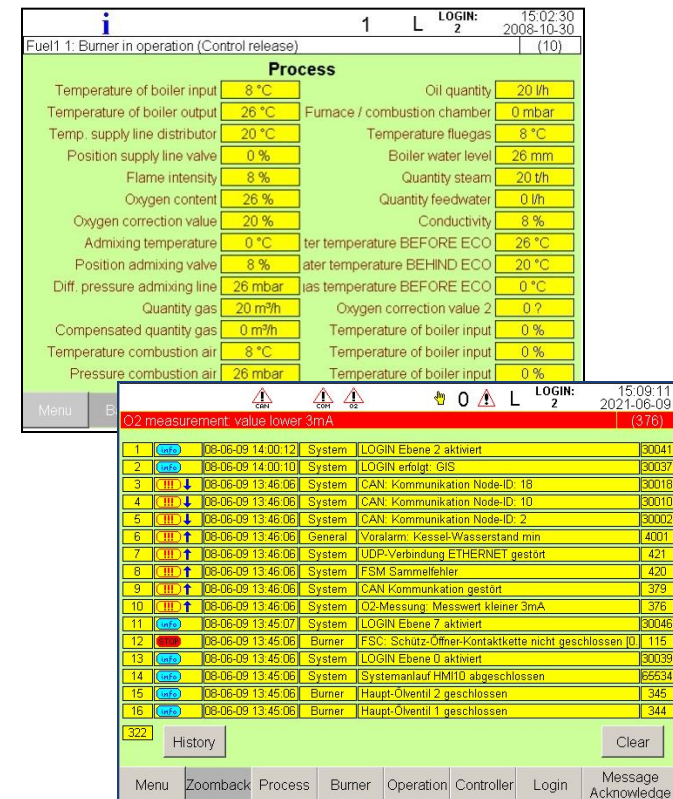 i 1 L LOGIN: 2 15:02:30 2008-10-30
Fuel1 1: Burner in operation (Control release) (10)
Process
Temperature of boiler input 8 °C Oil quantity 20 l/h
Temperature of boiler output 26 °C Furnace / combustion chamber 0 mbar
Temp. supply line distributor 20 °C Temperature fluegas 8 °C
Position supply line valve 0 % Boiler water level 26 mm
Flame intensity 8 % Quantity steam 20 t/h
Oxygen content 26 % Quantity feedwater 0 l/h
Oxygen correction value 20 % Conductivity 8 %
Admixing temperature 0 °C ter temperature BEFORE ECO 26 °C
Position admixing valve 8 % ater temperature BEHIND ECO 20 °C
Diff. pressure admixing line 26 mbar as temperature BEFORE ECO 0 °C
Quantity gas 20 m³/h Oxygen correction value 2 0 ?
Compensated quantity gas 0 m³/h Temperature of boiler input 0 %
Temperature combustion air 8 °C Temperature of boiler input 0 %
Pressure combustion air 26 mbar Temperature of boiler input 0 %
Menu
CAN COM O2 0 L LOGIN: 2 15:09:11 2021-06-09
O2 measurement: value lower 3mA (376)
1 info 08-06-09 14:00:12 System LOGIN Ebene 2 aktiviert 30041
2 info 08-06-09 14:00:10 System LOGIN erfolgt: GIS 30037
3 !!! 08-06-09 13:46:06 System CAN: Kommunikation Node-ID: 18 30018
4 !!! 08-06-09 13:46:06 System CAN: Kommunikation Node-ID: 10 30010
5 !!! 08-06-09 13:46:06 System CAN: Kommunikation Node-ID: 2 30002
6 !!! 08-06-09 13:46:06 General Voralarm: Kessel-Wasserstand min 4001
7 !!! 08-06-09 13:46:06 System UDP-Verbindung ETHERNET gestört 421
8 !!! 08-06-09 13:46:06 System FSM Sammelfehler 420
9 !!! 08-06-09 13:46:06 System CAN Kommunkation gestört 379
10 !!! 08-06-09 13:46:06 System O2-Messung: Messwert kleiner 3mA 376
11 info 08-06-09 13:45:07 System LOGIN Ebene 7 aktiviert 30046
12 STOP 08-06-09 13:45:06 Burner FSC: Schütz-Öffner-Kontaktkette nicht geschlossen [0. 115
13 info 08-06-09 13:45:06 System LOGIN Ebene 0 aktiviert 30039
14 info 08-06-09 13:45:06 System Systemanlauf HMI10 abgeschlossen 65534
15 info 08-06-09 13:45:06 Burner Haupt-Ölventil 2 geschlossen 345
16 info 08-06-09 13:45:06 Burner Haupt-Ölventil 1 geschlossen 344
322 History Clear
Menu Zoomback Process Burner Operation Controller Login Message Acknowledge